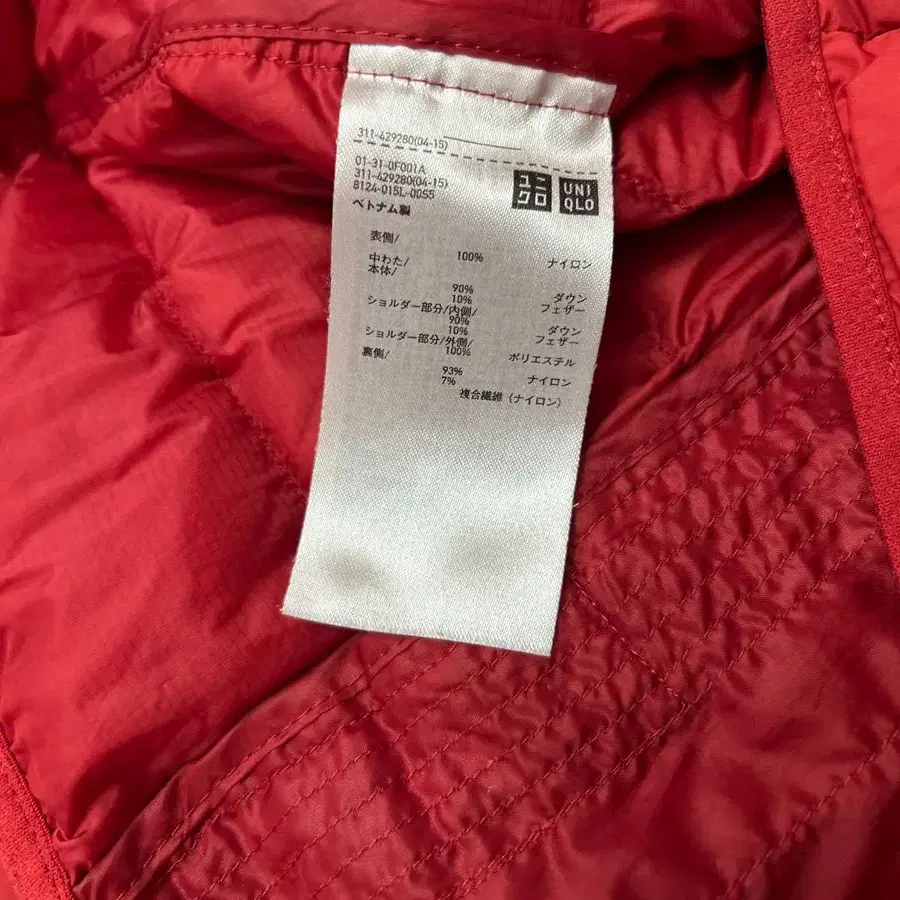 311-429280(04-15)
01-31-0F001A
311-429280(04-15)
8124-015L-00S5
ユニクロ
UNIQLO
ベトナム製
表側/
100% ナイロン
中わた/
本体/
90% ダウン
10% フェザー
ショルダー部分/内側/
90% ダウン
10% フェザー
ショルダー部分/外側/
100% ポリエステル
裏側/
93% ナイロン
7% 複合繊維(ナイロン)